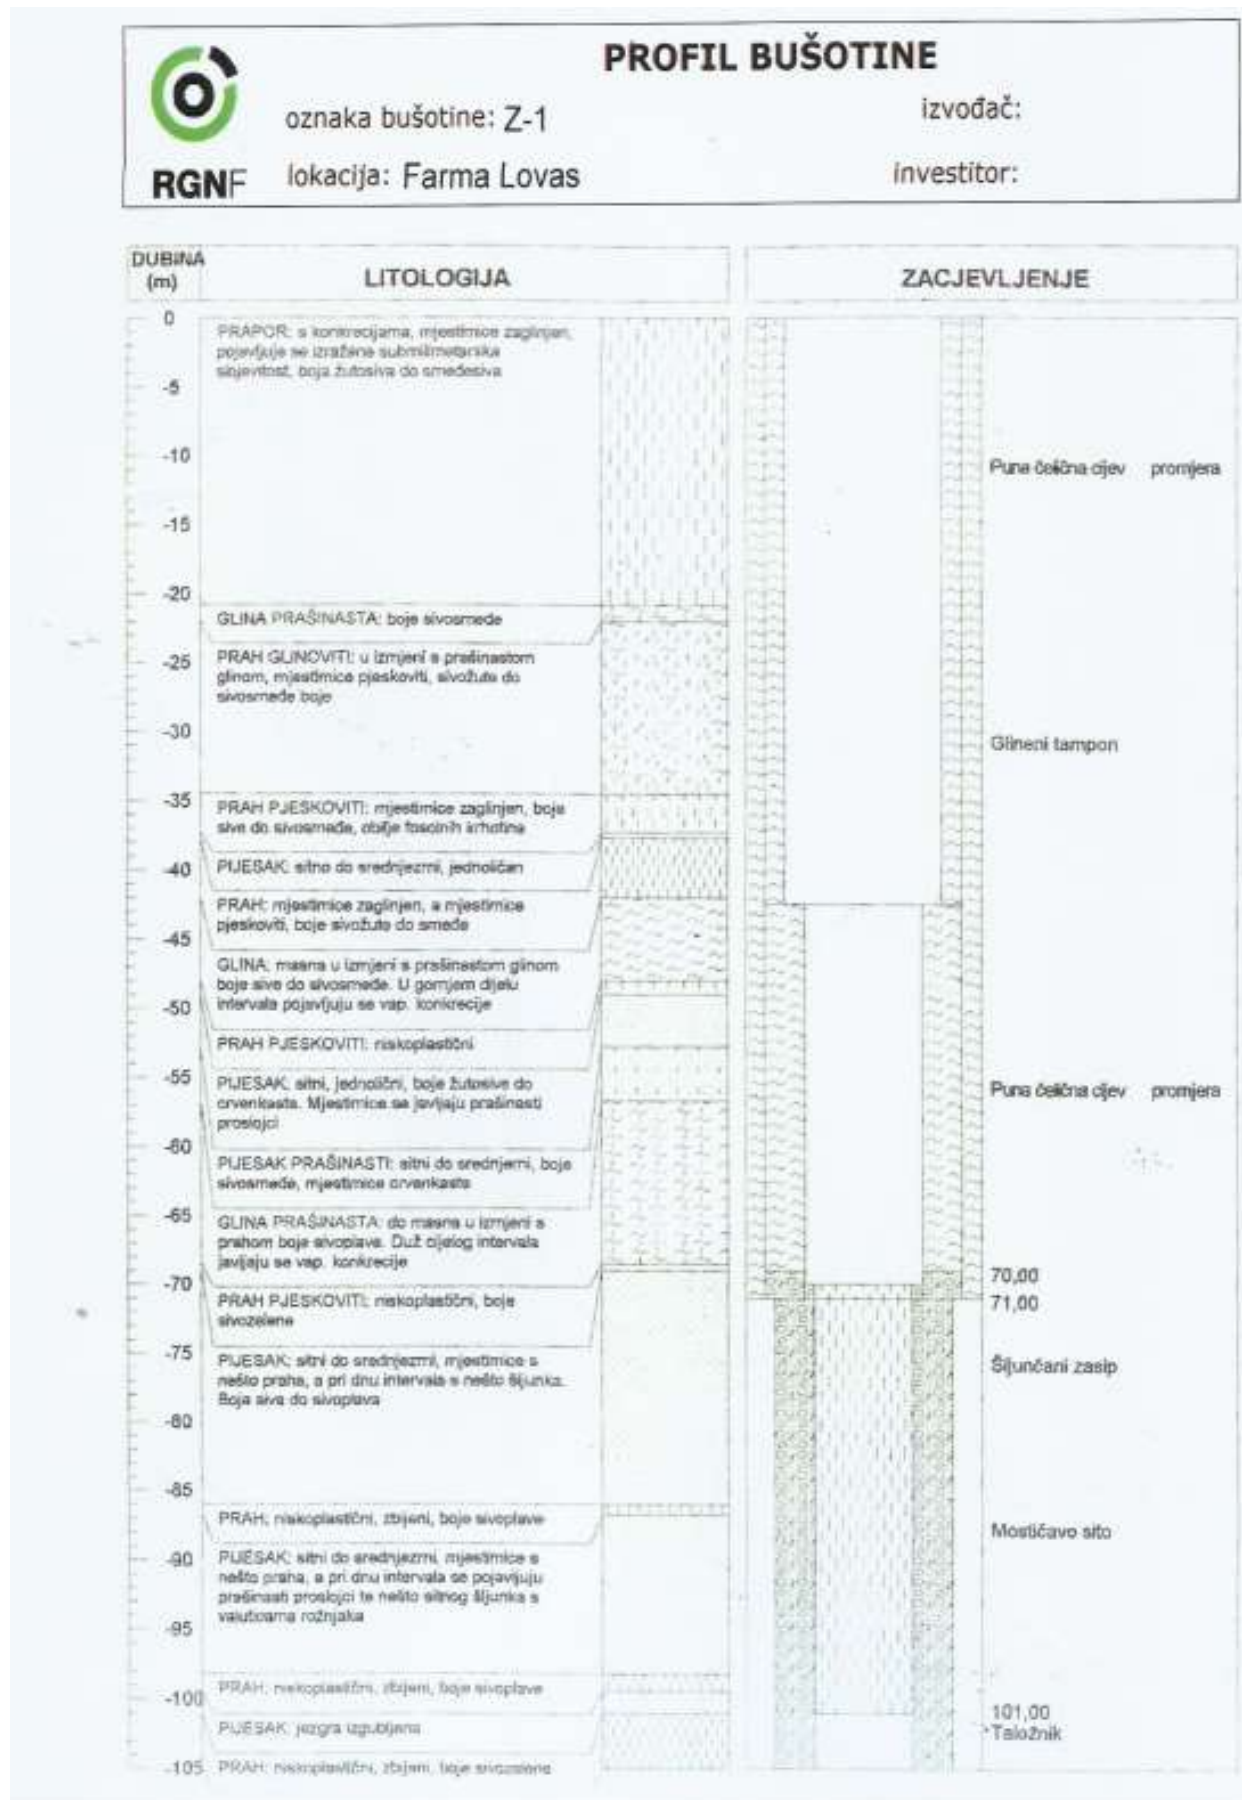 PROFIL BUŠOTINE
oznaka bušotine: Z-1
izvođač:
RGNF
lokacija: Farma Lovas
investitor:
DUBINA
(m)
LITOLOGIJA
ZACJEVLJENJE
0
PRAPOR: s konkrecijama, mjestimice zaglinjen,
pojavljuje se izražena submilimetarska
slojevitost, boja žutosiva do smeđesiva
-5
-10
Puna čelična cijev promjera
-15
-20
GLINA PRAŠINASTA: boje sivosmeđe
-25
PRAH GLINOVITI: u izmjeni s prašinastom
glinom, mjestimice pjeskoviti, sivožute do
sivosmeđe boje
-30
Glineni tampon
-35
PRAH PJESKOVITI: mjestimice zaglinjen, boje
sive do sivosmeđe, obilje fosilnih krhotina
-40
PIJESAK: sitno do srednjezrni, jednoličan
PRAH: mjestimice zaglinjen, a mjestimice
pjeskoviti, boje sivožute do smeđe
-45
GLINA: masna u izmjeni s prašinastom glinom
boje sive do sivosmeđe. U gornjem dijelu
intervala pojavljuju se vap. konkrecije
-50
PRAH PJESKOVITI: niskoplastični
-55
PIJESAK: sitni, jednolični, boje žutosive do
crvenkaste. Mjestimice se javljaju prašinasti
proslojci
Puna čelična cijev promjera
-60
PIJESAK PRAŠINASTI: sitni do srednjerni, boje
sivosmeđe, mjestimice crvenkaste
-65
GLINA PRAŠINASTA: do masna u izmjeni s
prahom boje sivoplave. Duž cijelog intervala
javljaju se vap. konkrecije
-70
70,00
71,00
PRAH PJESKOVITI: niskoplastični, boje
sivozelene
-75
PIJESAK: sitni do srednjezrni, mjestimice s
nešto praha, a pri dnu intervala s nešto šljunka.
Boja sive do sivoplava
Šljunčani zasip
-80
-85
PRAH: niskoplastični, zbijeni, boje sivoplave
Mostičavo sito
-90
PIJESAK: sitni do srednjezrni, mjestimice s
nešto praha, a pri dnu intervala se pojavljuju
prašinasti proslojci te nešto sitnog šljunka s
valuticama rožnjaka
-95
PRAH: niskoplastični, zbijeni, boje sivoplave
-100
101,00
PIJESAK: jezgra izgubljena
Taložnik
-105
PRAH: niskoplastični, zbijeni, boje sivozelene